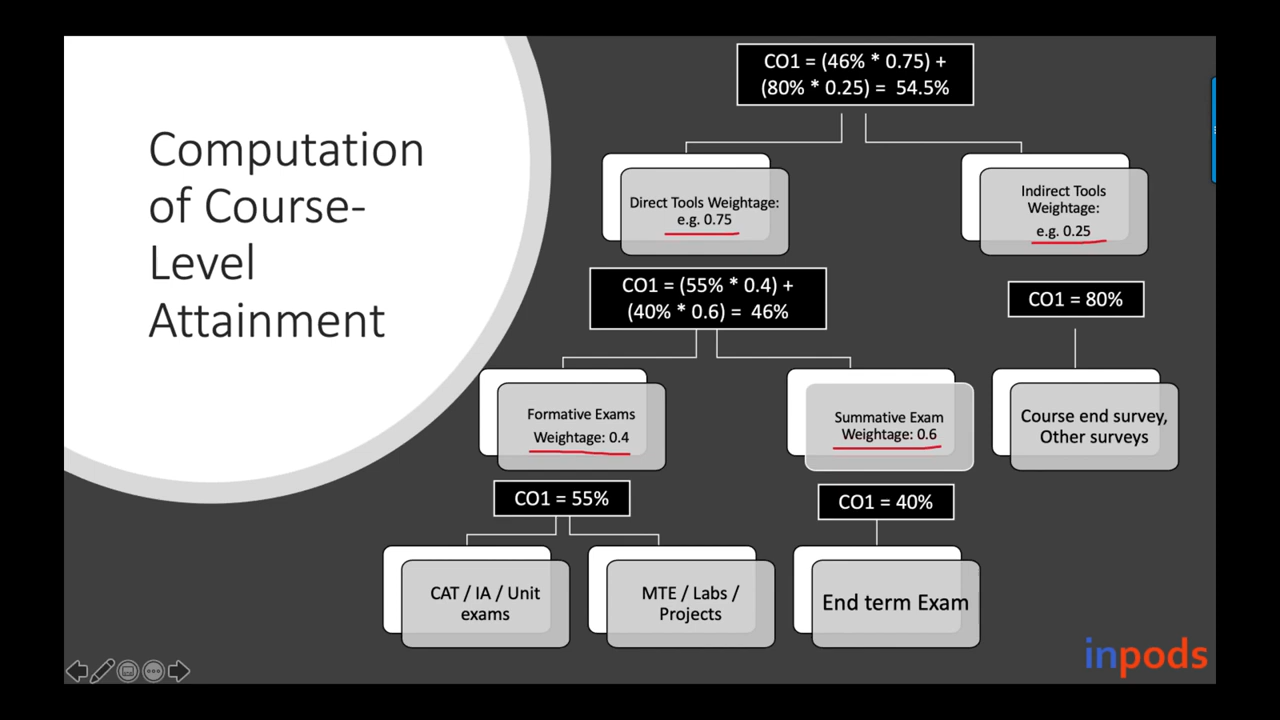 Computation
of Course-
Level
Attainment
CO1 = (46% * 0.75) +
(80% * 0.25) = 54.5%
Direct Tools Weightage:
e.g. 0.75
Indirect Tools
Weightage:
e.g. 0.25
CO1 = (55% * 0.4) +
(40% * 0.6) = 46%
CO1 = 80%
Formative Exams
Weightage: 0.4
Summative Exam
Weightage: 0.6
Course end survey,
Other surveys
CO1 = 55%
CO1 = 40%
CAT / IA / Unit
exams
MTE / Labs /
Projects
End term Exam
inpods